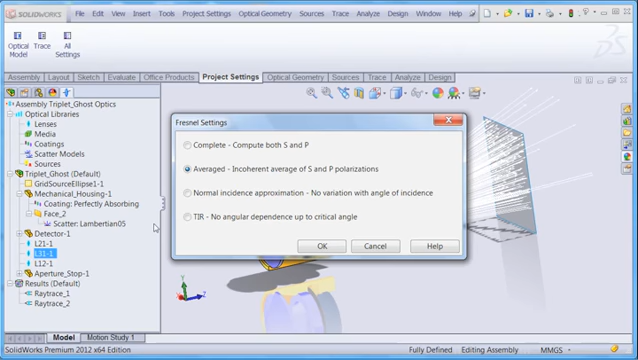 SOLIDWORKS
File Edit View Insert Tools Project Settings Optical Geometry Sources Trace Analyze Design Window Help
Optical Model
Trace
All Settings
Assembly Layout Sketch Evaluate Office Products Project Settings Optical Geometry Sources Trace Analyze Design
Assembly Triplet_Ghost Optics
Optical Libraries
Lenses
Media
Coatings
Scatter Models
Sources
Triplet_Ghost (Default)
GridSourceEllipse1-1
Mechanical_Housing-1
Coating: Perfectly Absorbing
Face_2
Scatter: Lambertian05
Detector-1
L21-1
L31-1
L12-1
Aperture_Stop-1
Results (Default)
Raytrace_1
Raytrace_2
Fresnel Settings
Complete - Compute both S and P
Averaged - Incoherent average of S and P polarizations
Normal incidence approximation - No variation with angle of incidence
TIR - No angular dependence up to critical angle
OK Cancel Help
Model Motion Study 1
SolidWorks Premium 2012 x64 Edition Fully Defined Editing Assembly MMGS